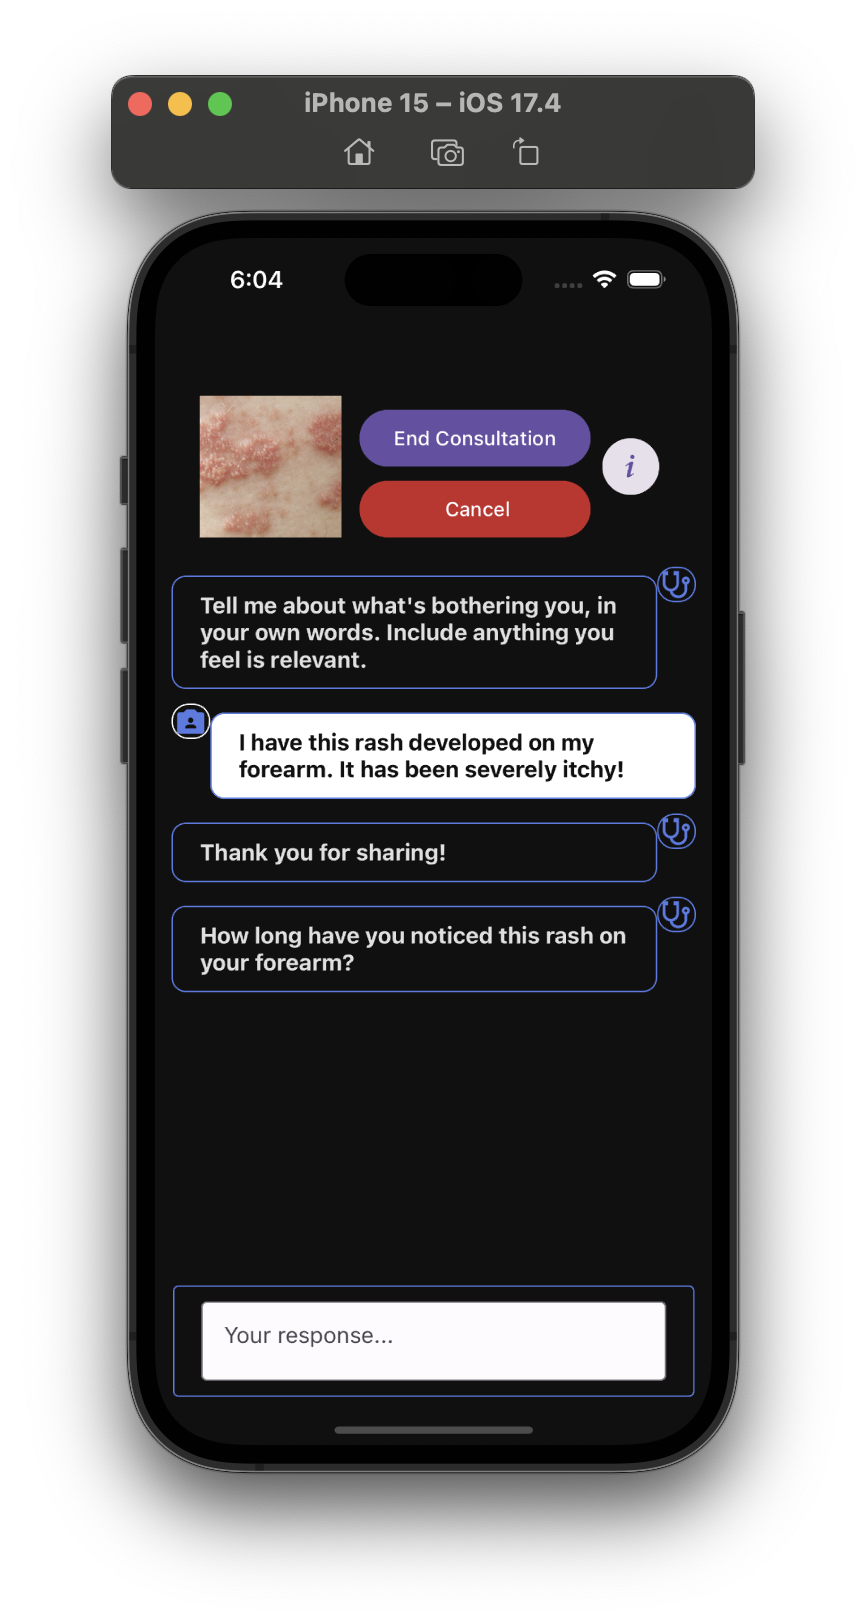 iPhone 15 – iOS 17.4
6:04
End Consultation
i
Cancel
Tell me about what's bothering you, in
your own words. Include anything you
feel is relevant.
I have this rash developed on my
forearm. It has been severely itchy!
Thank you for sharing!
How long have you noticed this rash on
your forearm?
Your response...